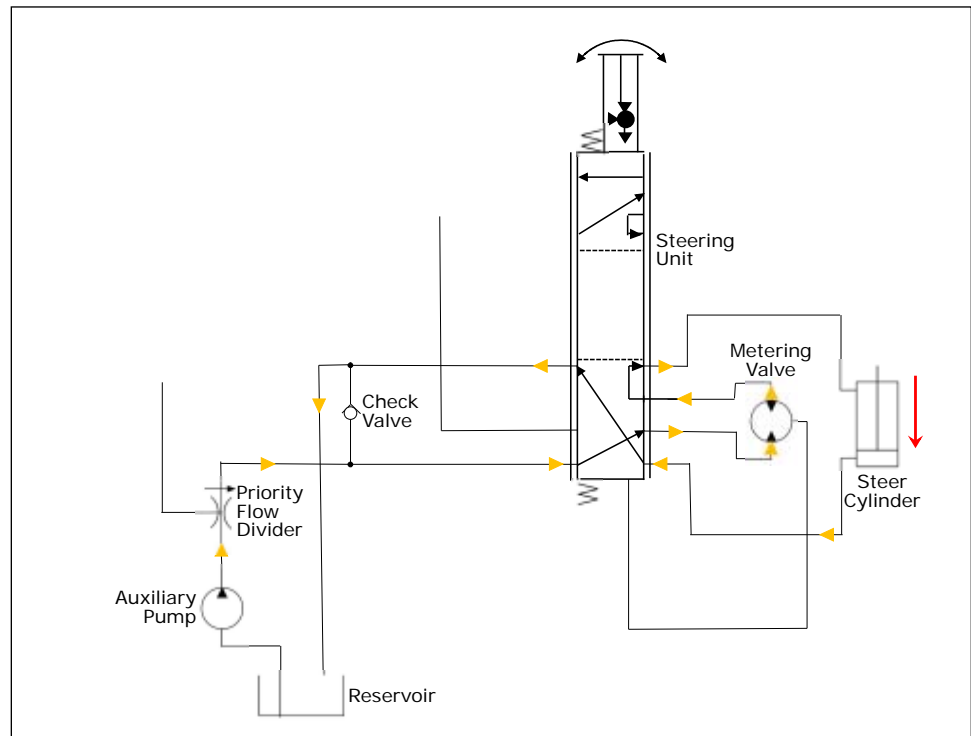 Steering
Unit
Metering
Valve
Check
Valve
Priority
Flow
Divider
Steer
Cylinder
Auxiliary
Pump
Reservoir